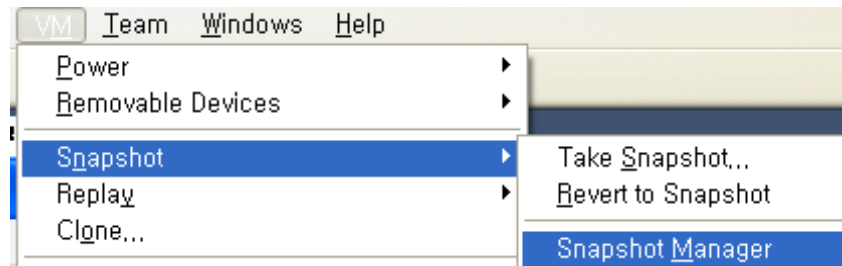 VM Team Windows Help
Power
Removable Devices
Snapshot
Take Snapshot...
Replay
Revert to Snapshot
Clone...
Snapshot Manager